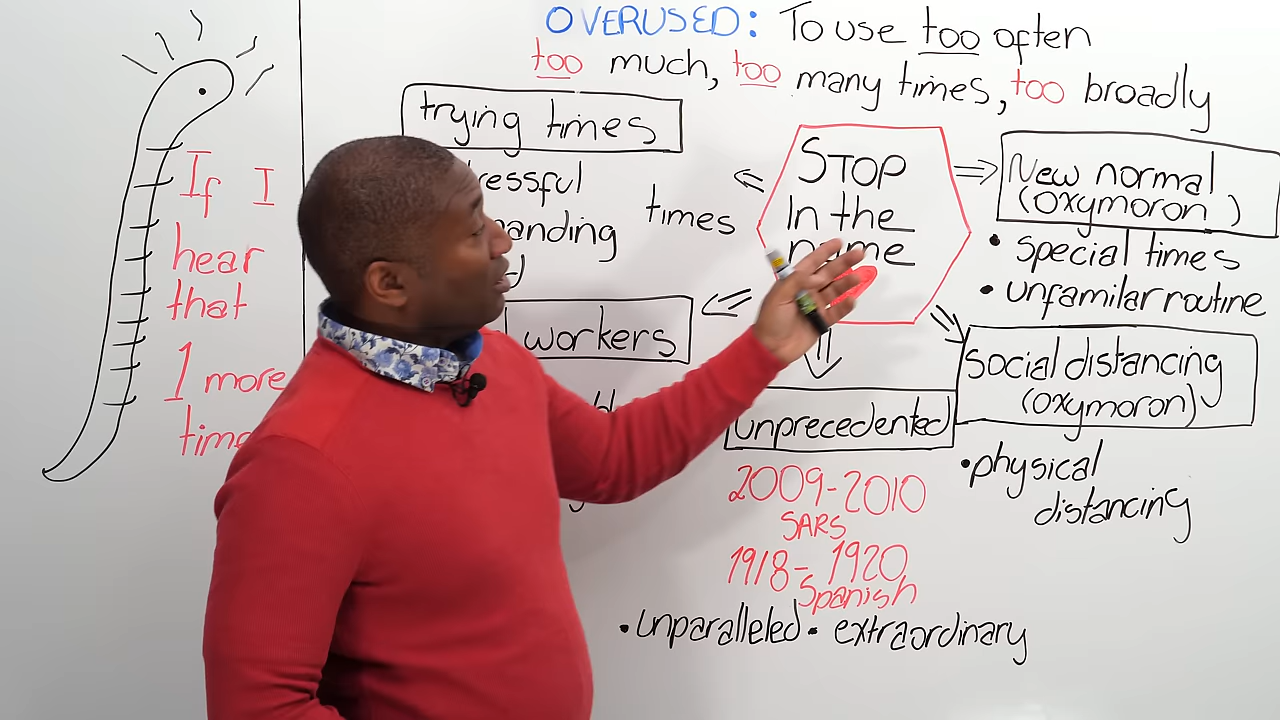 OVERUSED: To use too often
too much, too many times, too broadly
If I
hear
that
1 more
time
trying times
times
workers
STOP
In the
name
New normal
(oxymoron)
• special times
• unfamilar routine
social distancing
(oxymoron)
• physical
distancing
unprecedented
2009-2010
SARS
1918-1920
Spanish
• unparalleled • extraordinary